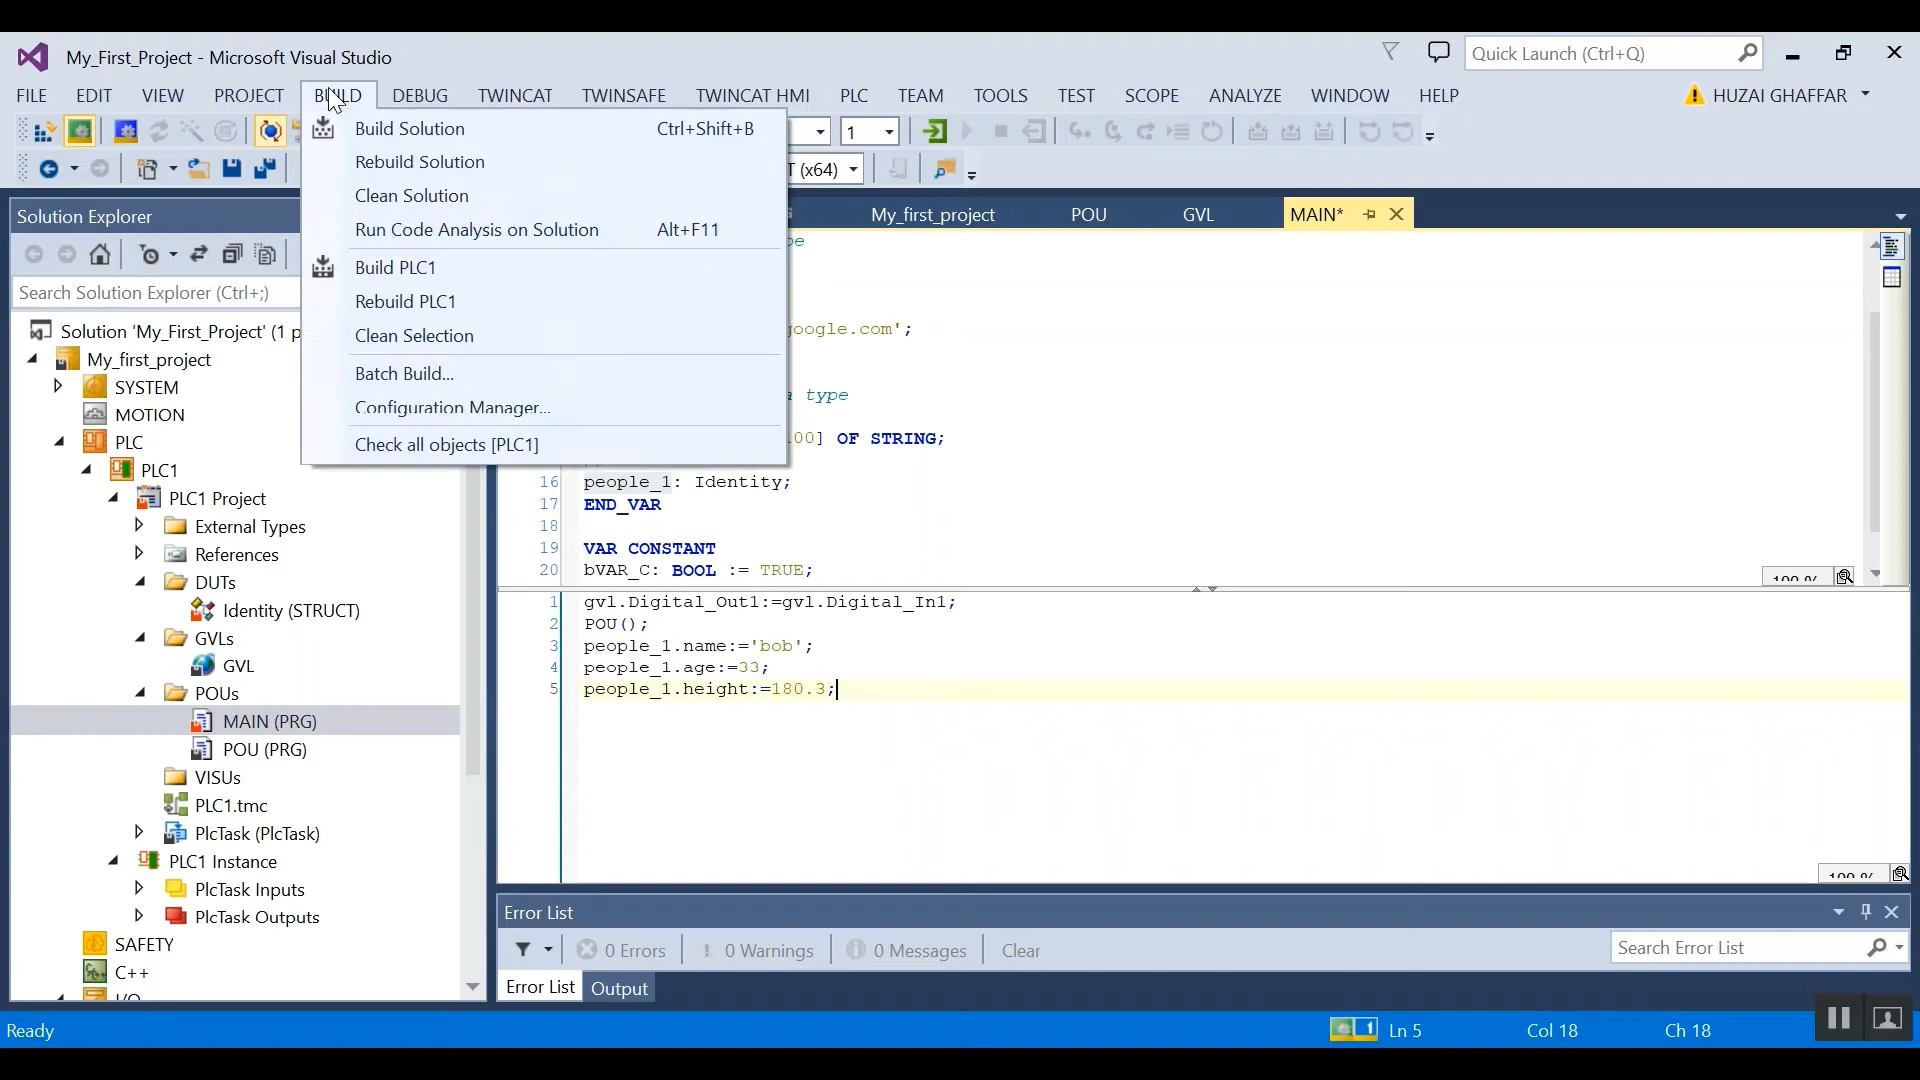 My_First_Project - Microsoft Visual Studio
Quick Launch (Ctrl+Q)
FILE EDIT VIEW PROJECT BUILD DEBUG TWINCAT TWINSAFE TWINCAT HMI PLC TEAM TOOLS TEST SCOPE ANALYZE WINDOW HELP HUZAI GHAFFAR
1
T (x64)
Build Solution Ctrl+Shift+B
Rebuild Solution
Clean Solution
Run Code Analysis on Solution Alt+F11
Build PLC1
Rebuild PLC1
Clean Selection
Batch Build...
Configuration Manager...
Check all objects [PLC1]
Solution Explorer
Search Solution Explorer (Ctrl+;)
Solution 'My_First_Project' (1 p
My_first_project
SYSTEM
MOTION
PLC
PLC1
PLC1 Project
External Types
References
DUTs
Identity (STRUCT)
GVLs
GVL
POUs
MAIN (PRG)
POU (PRG)
VISUs
PLC1.tmc
PlcTask (PlcTask)
PLC1 Instance
PlcTask Inputs
PlcTask Outputs
SAFETY
C++
I/O
My_first_project POU GVL MAIN*
pe
google.com';
a type
00] OF STRING;
16 people_1: Identity;
17 END_VAR
18
19 VAR CONSTANT
20 bVAR_C: BOOL := TRUE;
100 %
1 gvl.Digital_Out1:=gvl.Digital_In1;
2 POU();
3 people_1.name:='bob';
4 people_1.age:=33;
5 people_1.height:=180.3;
100 %
Error List
0 Errors 0 Warnings 0 Messages Clear
Search Error List
Error List Output
Ready 1 Ln 5 Col 18 Ch 18